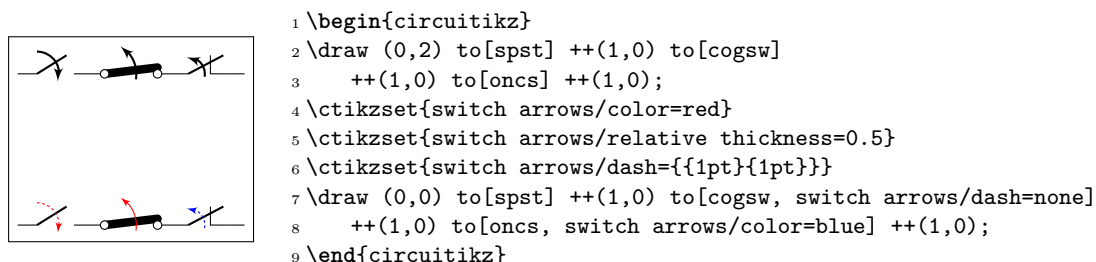 1 \begin{circuitikz}
2 \draw (0,2) to[spst] ++(1,0) to[cogsw]
3 ++(1,0) to[oncs] ++(1,0);
4 \ctikzset{switch arrows/color=red}
5 \ctikzset{switch arrows/relative thickness=0.5}
6 \ctikzset{switch arrows/dash={{1pt}{1pt}}}
7 \draw (0,0) to[spst] ++(1,0) to[cogsw, switch arrows/dash=none]
8 ++(1,0) to[oncs, switch arrows/color=blue] ++(1,0);
9 \end{circuitikz}